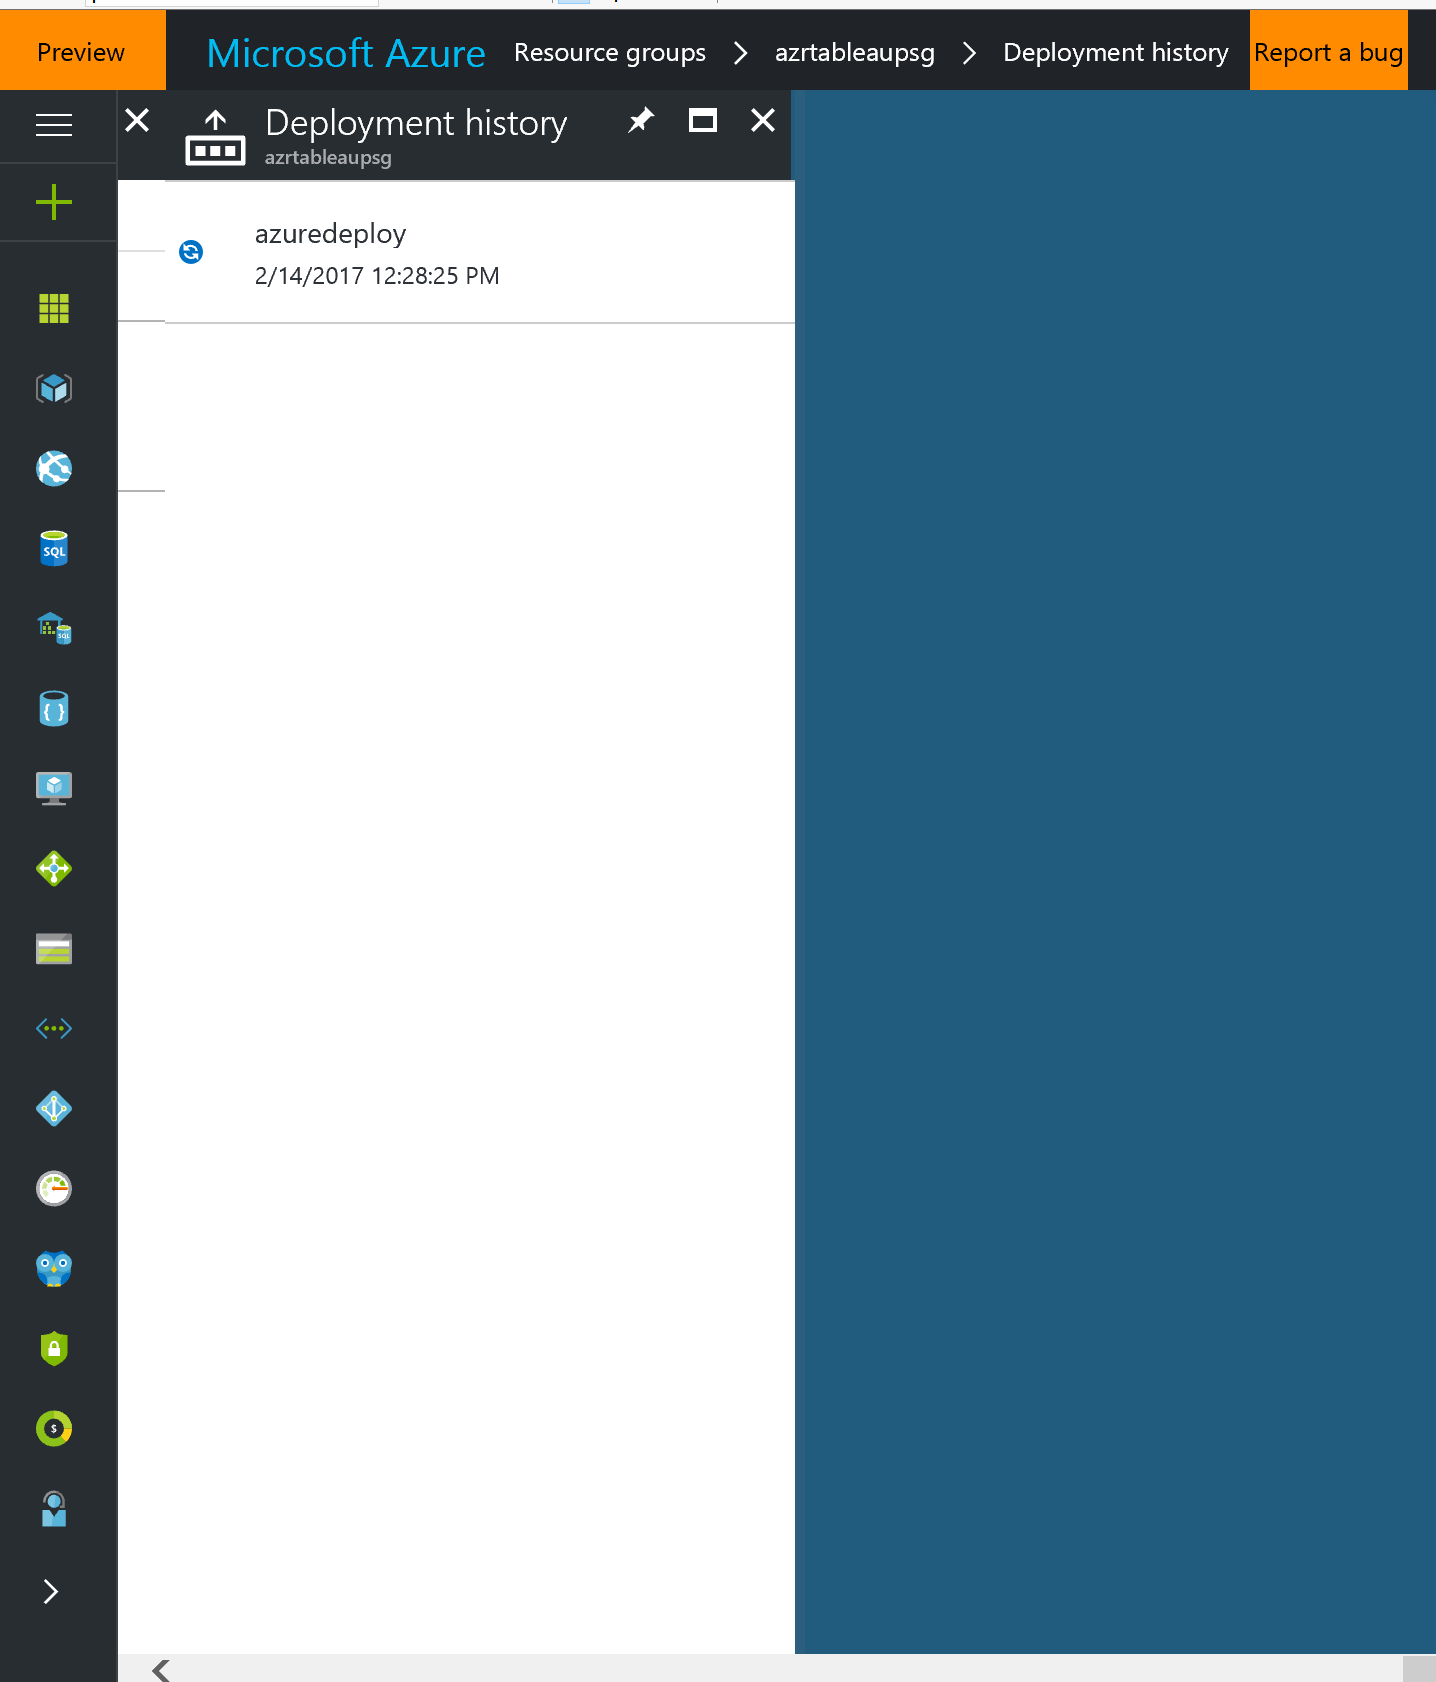 Preview
Microsoft Azure Resource groups azrtableaupsg Deployment history Report a bug
Deployment history
azrtableaupsg
azuredeploy
2/14/2017 12:28:25 PM
SQL
SQL
{ }
$